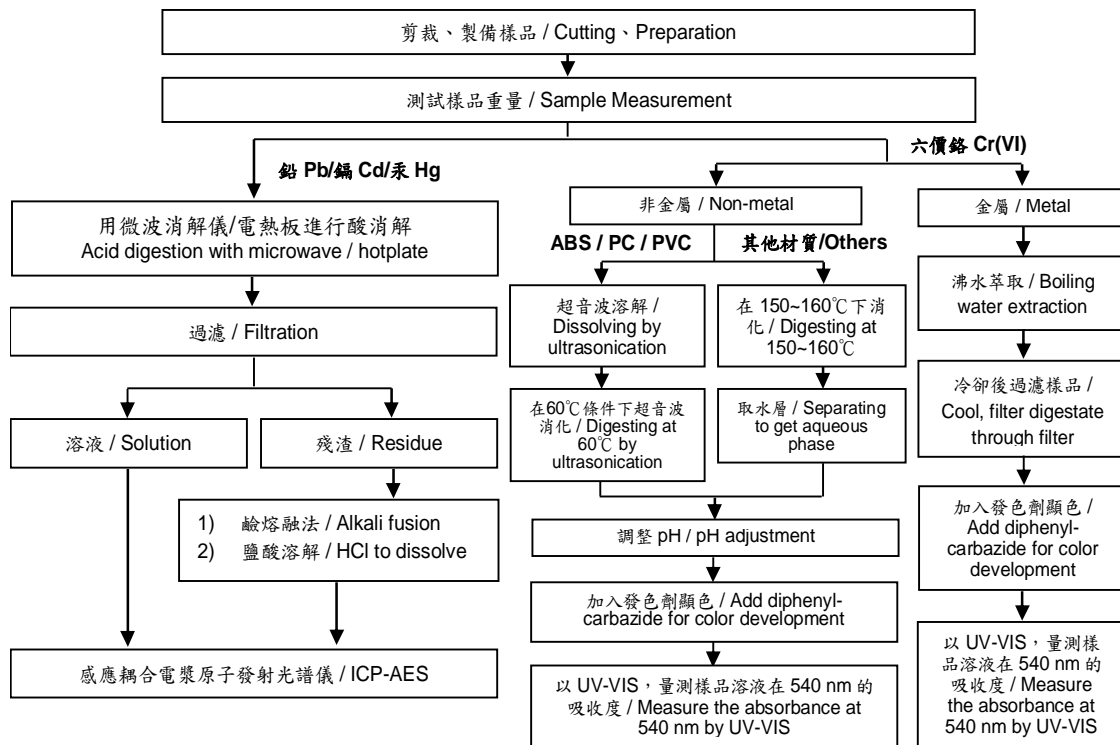 剪裁、製備樣品 / Cutting、Preparation
測試樣品重量 / Sample Measurement
鉛 Pb/鎘 Cd/汞 Hg
六價鉻 Cr(VI)
用微波消解儀/電熱板進行酸消解
Acid digestion with microwave / hotplate
過濾 / Filtration
溶液 / Solution
殘渣 / Residue
1) 鹼熔融法 / Alkali fusion
2) 鹽酸溶解 / HCl to dissolve
感應耦合電漿原子發射光譜儀 / ICP-AES
非金屬 / Non-metal
ABS / PC / PVC
其他材質/Others
超音波溶解 /
Dissolving by
ultrasonication
在60℃條件下超音波
消化 / Digesting at
60℃ by
ultrasonication
在 150~160℃下消
化 / Digesting at
150~160℃
取水層 / Separating
to get aqueous
phase
調整 pH / pH adjustment
加入發色劑顯色 / Add diphenyl-
carbazide for color development
以 UV-VIS，量測樣品溶液在 540 nm 的
吸收度 / Measure the absorbance at
540 nm by UV-VIS
金屬 / Metal
沸水萃取 / Boiling
water extraction
冷卻後過濾樣品 /
Cool, filter digestate
through filter
加入發色劑顯色 /
Add diphenyl-
carbazide for color
development
以 UV-VIS，量測樣
品溶液在 540 nm 的
吸收度 / Measure
the absorbance at
540 nm by UV-VIS